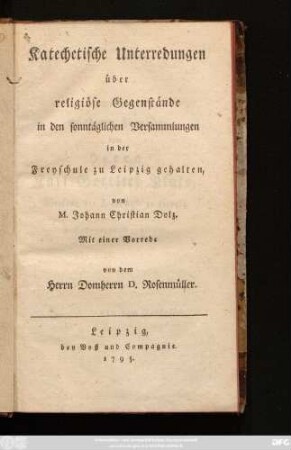 Katechetische Unterredungen
über
religiöse Gegenstände
in den sonntäglichen Versammlungen
in der
Freyschule zu Leipzig gehalten,
von
M. Johann Christian Dolz.
Mit einer Vorrede
von dem
Herrn Domherrn D. Rosenmüller.
Leipzig,
bey Voß und Compagnie.
1795.